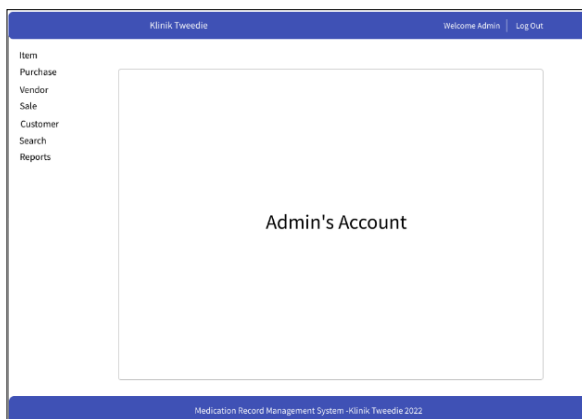 Klinik Tweedie
Welcome Admin
Log Out
Item
Purchase
Vendor
Sale
Customer
Search
Reports
Admin's Account
Medication Record Management System -Klinik Tweedie 2022